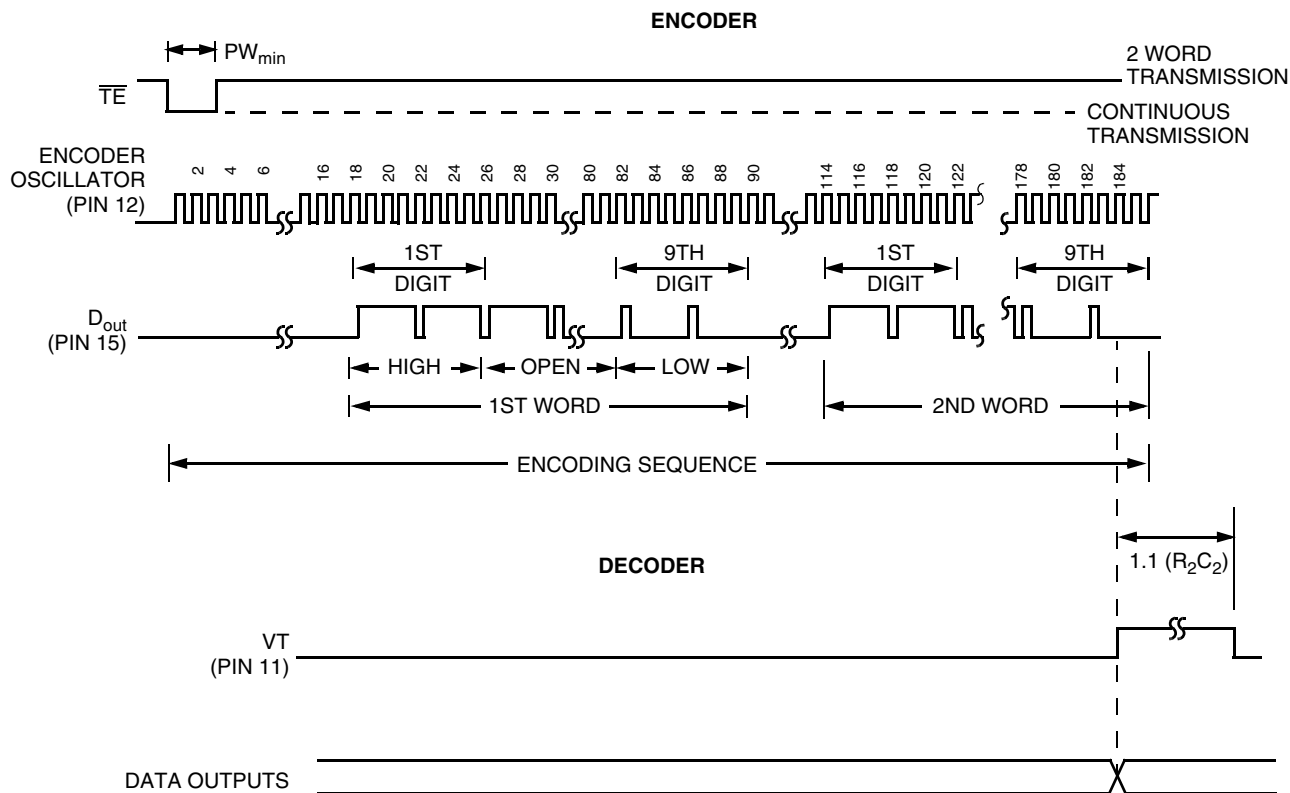 ENCODER
PWmin
2 WORD
TRANSMISSION
TE
CONTINUOUS
TRANSMISSION
ENCODER
OSCILLATOR
(PIN 12)
2 4 6 16 18 20 22 24 26 28 30 80 82 84 86 88 90 114 116 118 120 122 178 180 182 184
1ST
DIGIT
9TH
DIGIT
1ST
DIGIT
9TH
DIGIT
Dout
(PIN 15)
HIGH OPEN LOW
1ST WORD 2ND WORD
ENCODING SEQUENCE
1.1 (R2C2)
DECODER
VT
(PIN 11)
DATA OUTPUTS